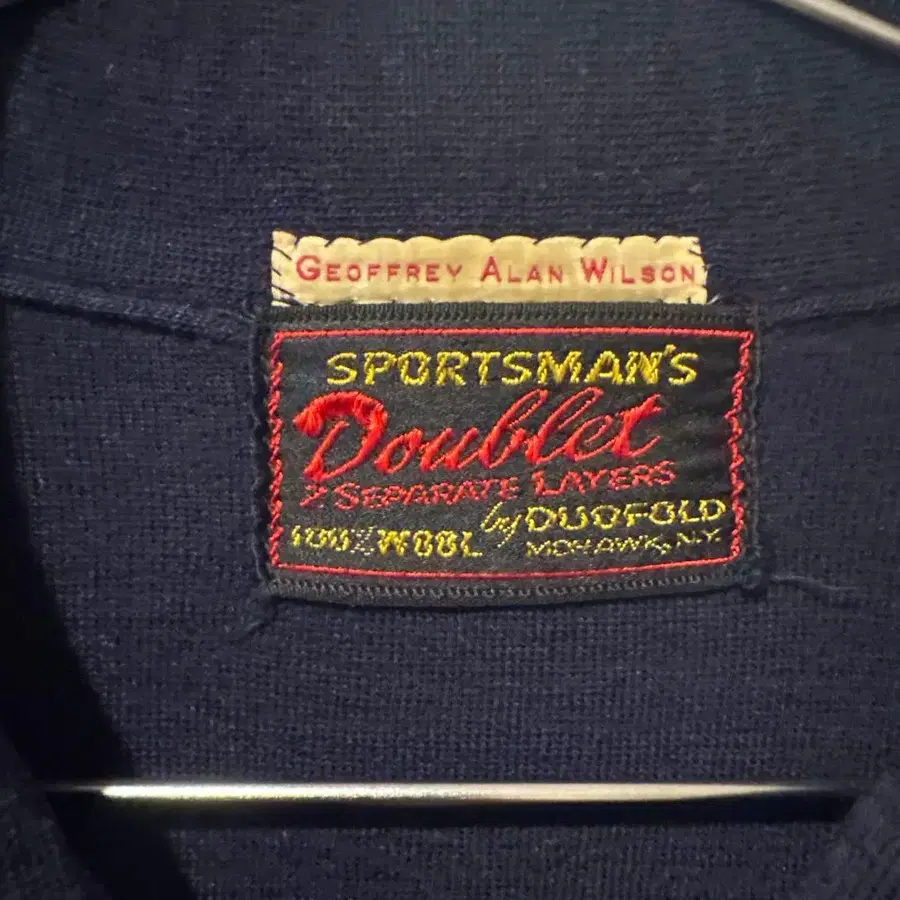 GEOFFREY ALAN WILSON
SPORTSMAN'S
Doublet
2 SEPARATE LAYERS
100% WOOL by DUOFOLD
MOHAWK, N.Y.